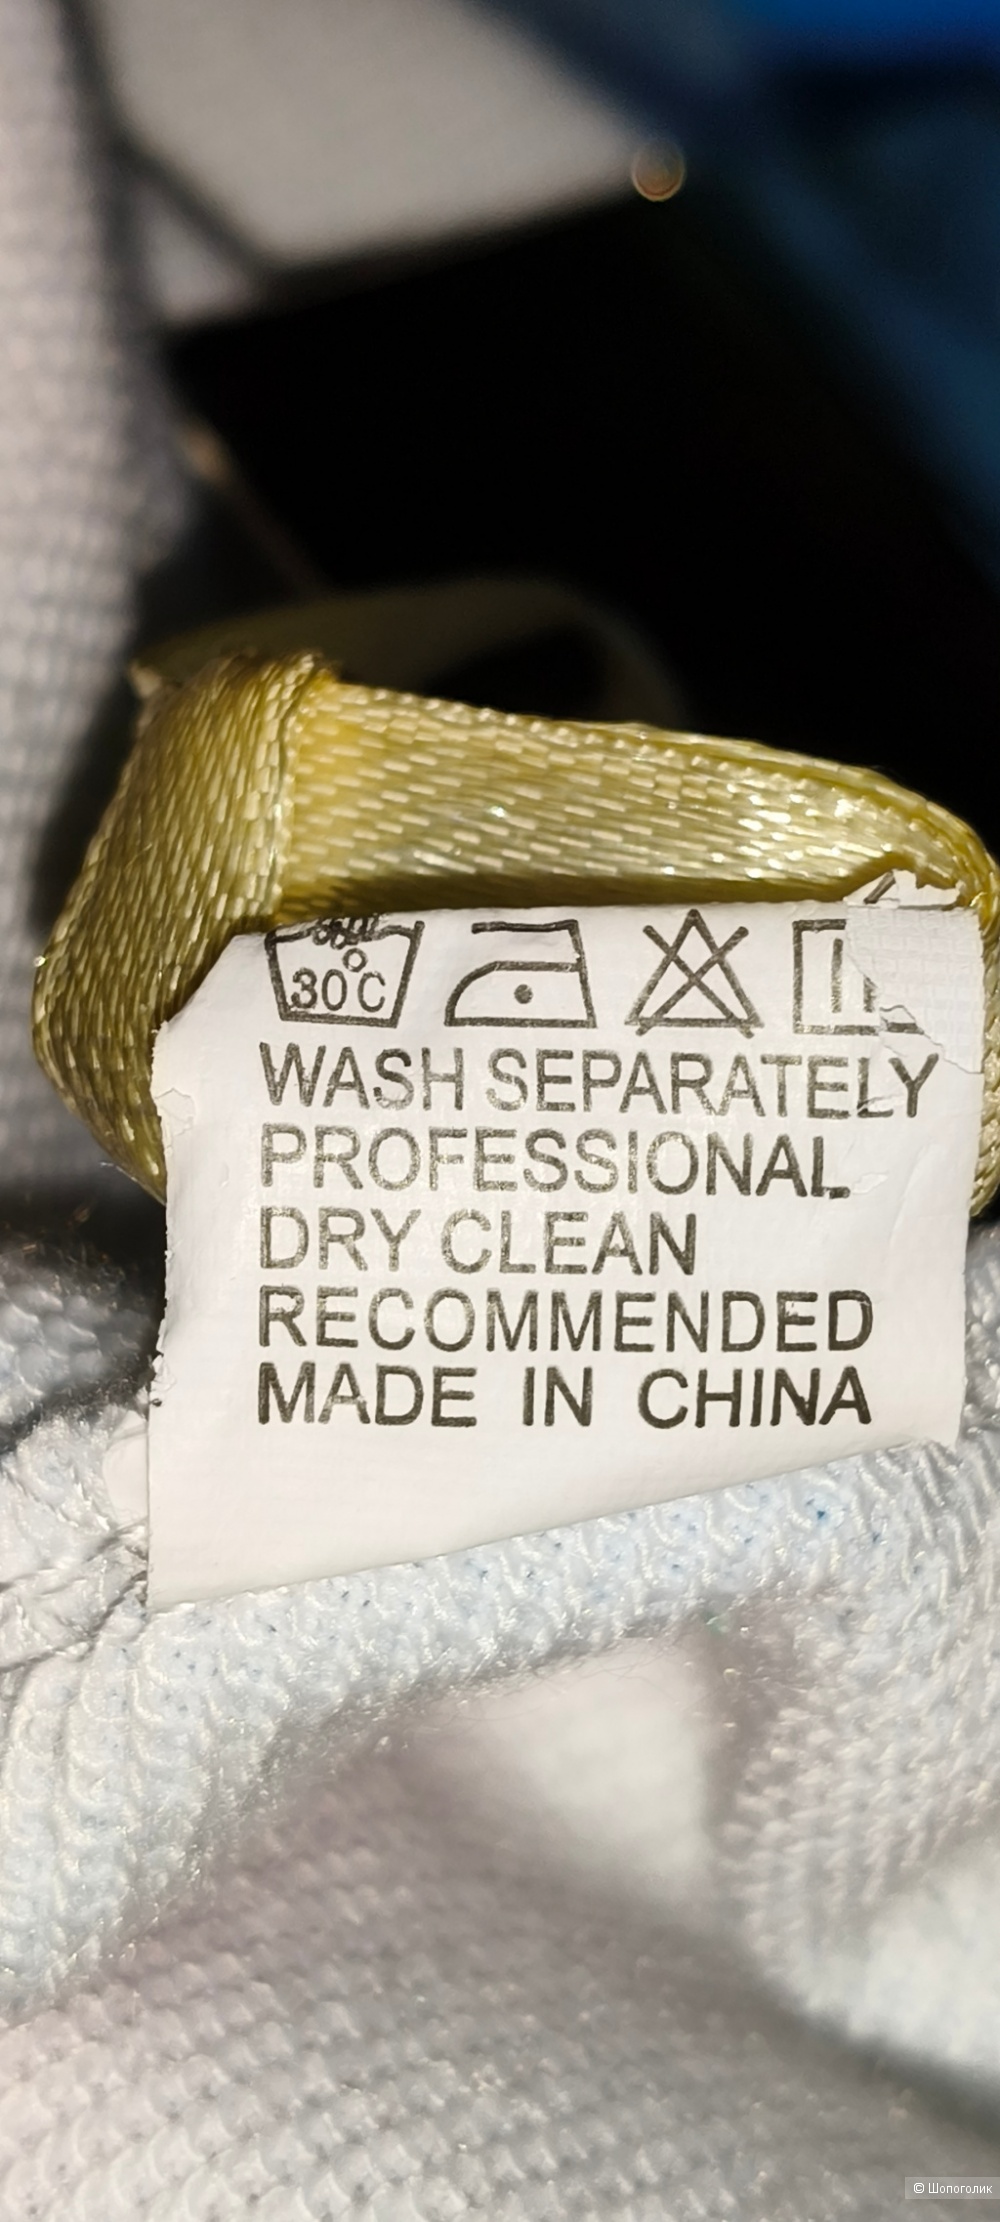 30°C
WASH SEPARATELY
PROFESSIONAL
DRY CLEAN
RECOMMENDED
MADE IN CHINA
© Шопоголик